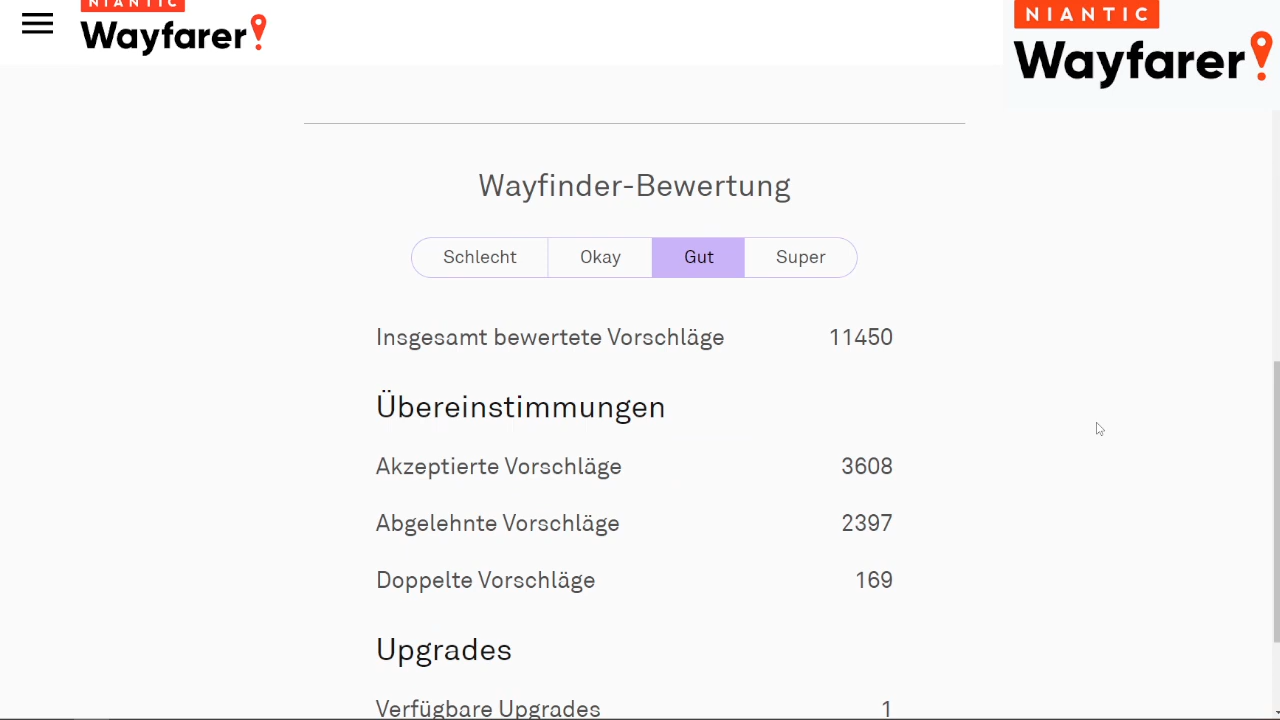 NIANTIC
Wayfarer
NIANTIC
Wayfarer
Wayfinder-Bewertung
Schlecht Okay Gut Super
Insgesamt bewertete Vorschläge 11450
Übereinstimmungen
Akzeptierte Vorschläge 3608
Abgelehnte Vorschläge 2397
Doppelte Vorschläge 169
Upgrades
Verfügbare Upgrades 1